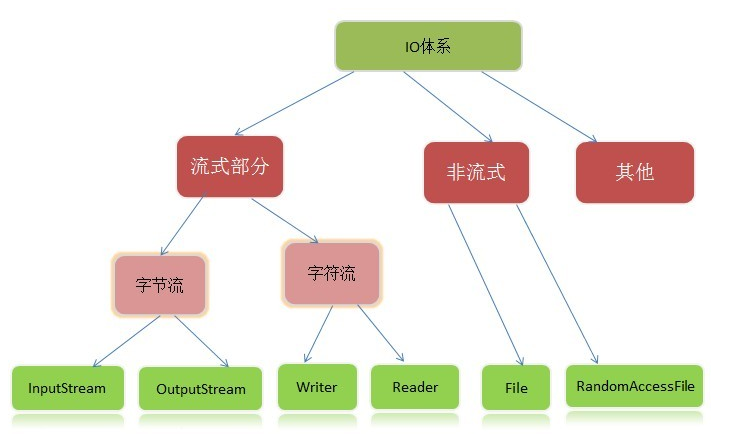 IO体系
流式部分
非流式
其他
字节流
字符流
InputStream
OutputStream
Writer
Reader
File
RandomAccessFile